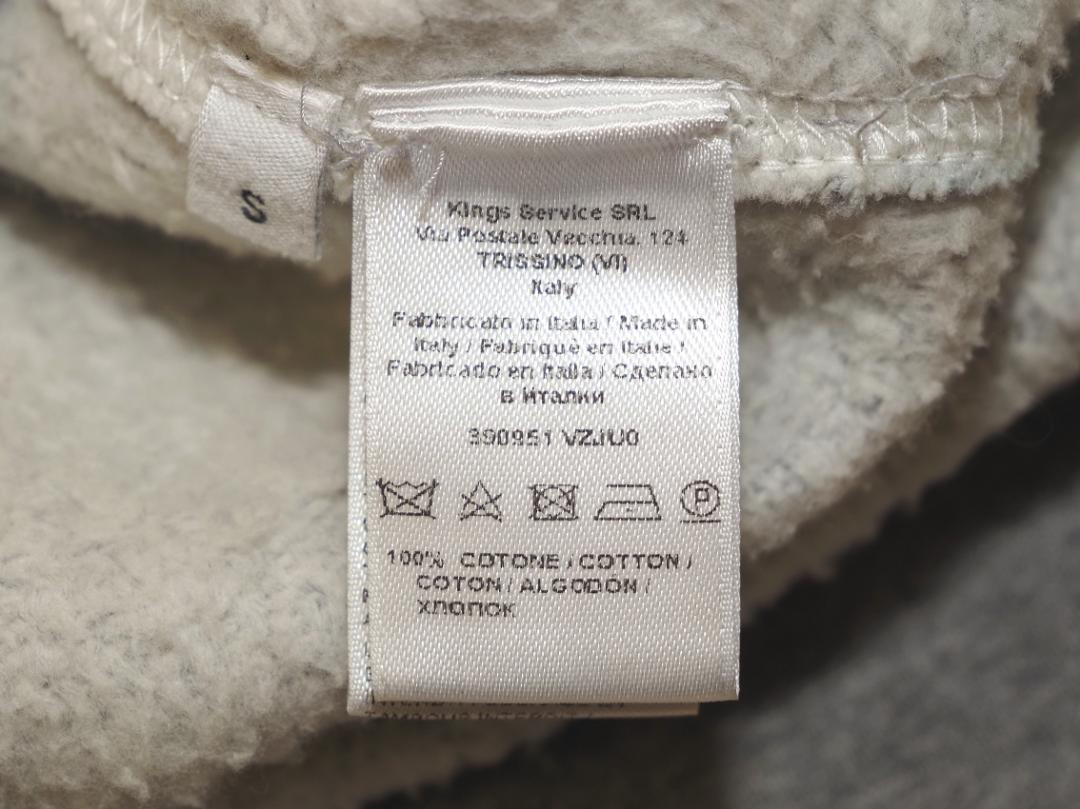 S
Kings Service SRL
Via Postale Vecchia, 124
TRISSINO (VI)
Italy
Fabbricato in Italia / Made in
Italy / Fabriqué en Italie /
Fabricado en Italia / Сделано
в Италии
390951 VZJU0
P
100% COTONE / COTTON /
COTON / ALGODÓN /
ХЛОПОК